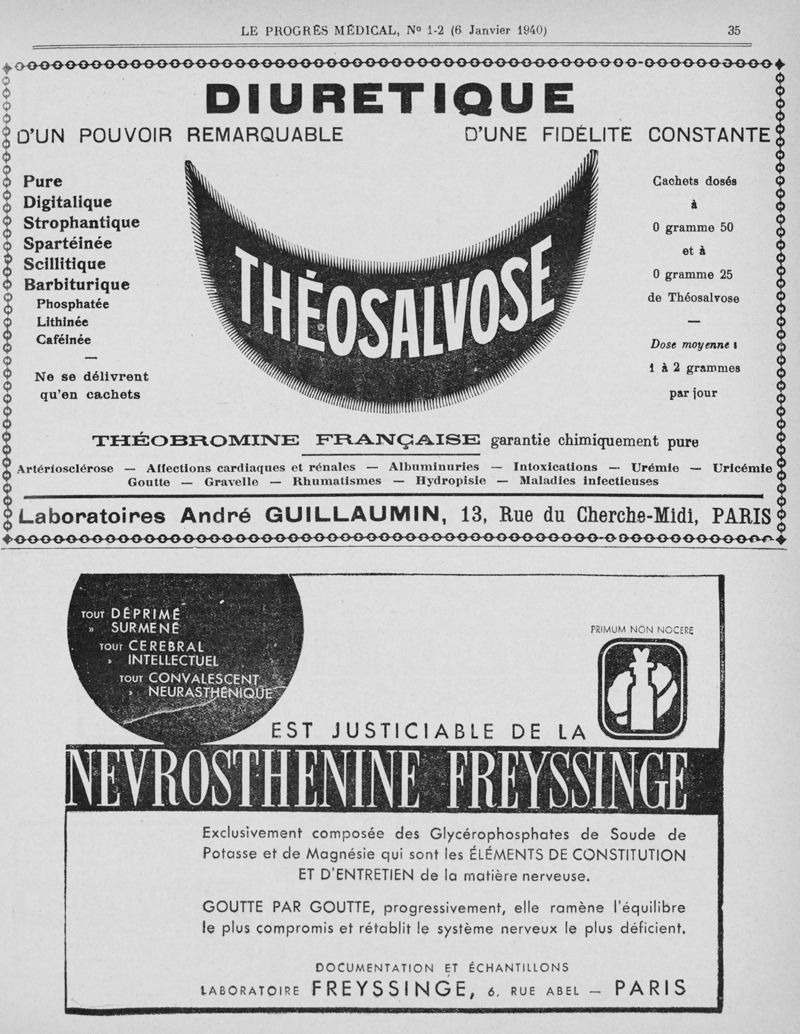 LE PROGRÈS MÉDICAL, Nº 1-2 (6 Janvier 1940) 35
DIURETIQUE
D'UN POUVOIR REMARQUABLE D'UNE FIDÉLITÉ CONSTANTE
Pure
Digitalique
Strophantique
Spartéinée
Scillitique
Barbiturique
Phosphatée
Lithinée
Caféinée
—
Ne se délivrent
qu'en cachets
THÉOSALVOSE
Cachets dosés
à
0 gramme 50
et à
0 gramme 25
de Théosalvose
—
Dose moyenne :
1 à 2 grammes
par jour
THÉOBROMINE FRANÇAISE garantie chimiquement pure
Artériosclérose — Affections cardiaques et rénales — Albuminuries — Intoxications — Urémie — Uricémie
Goutte — Gravelle — Rhumatismes — Hydropisie — Maladies infectieuses
Laboratoires André GUILLAUMIN, 13, Rue du Cherche-Midi, PARIS
TOUT DÉPRIMÉ
» SURMENÉ
TOUT CEREBRAL
» INTELLECTUEL
TOUT CONVALESCENT
» NEURASTHÉNIQUE
PRIMUM NON NOCERE
EST JUSTICIABLE DE LA
NEVROSTHENINE FREYSSINGE
Exclusivement composée des Glycérophosphates de Soude de
Potasse et de Magnésie qui sont les ÉLÉMENTS DE CONSTITUTION
ET D'ENTRETIEN de la matière nerveuse.
GOUTTE PAR GOUTTE, progressivement, elle ramène l'équilibre
le plus compromis et rétablit le système nerveux le plus déficient.
DOCUMENTATION ET ÉCHANTILLONS
LABORATOIRE FREYSSINGE, 6, RUE ABEL — PARIS